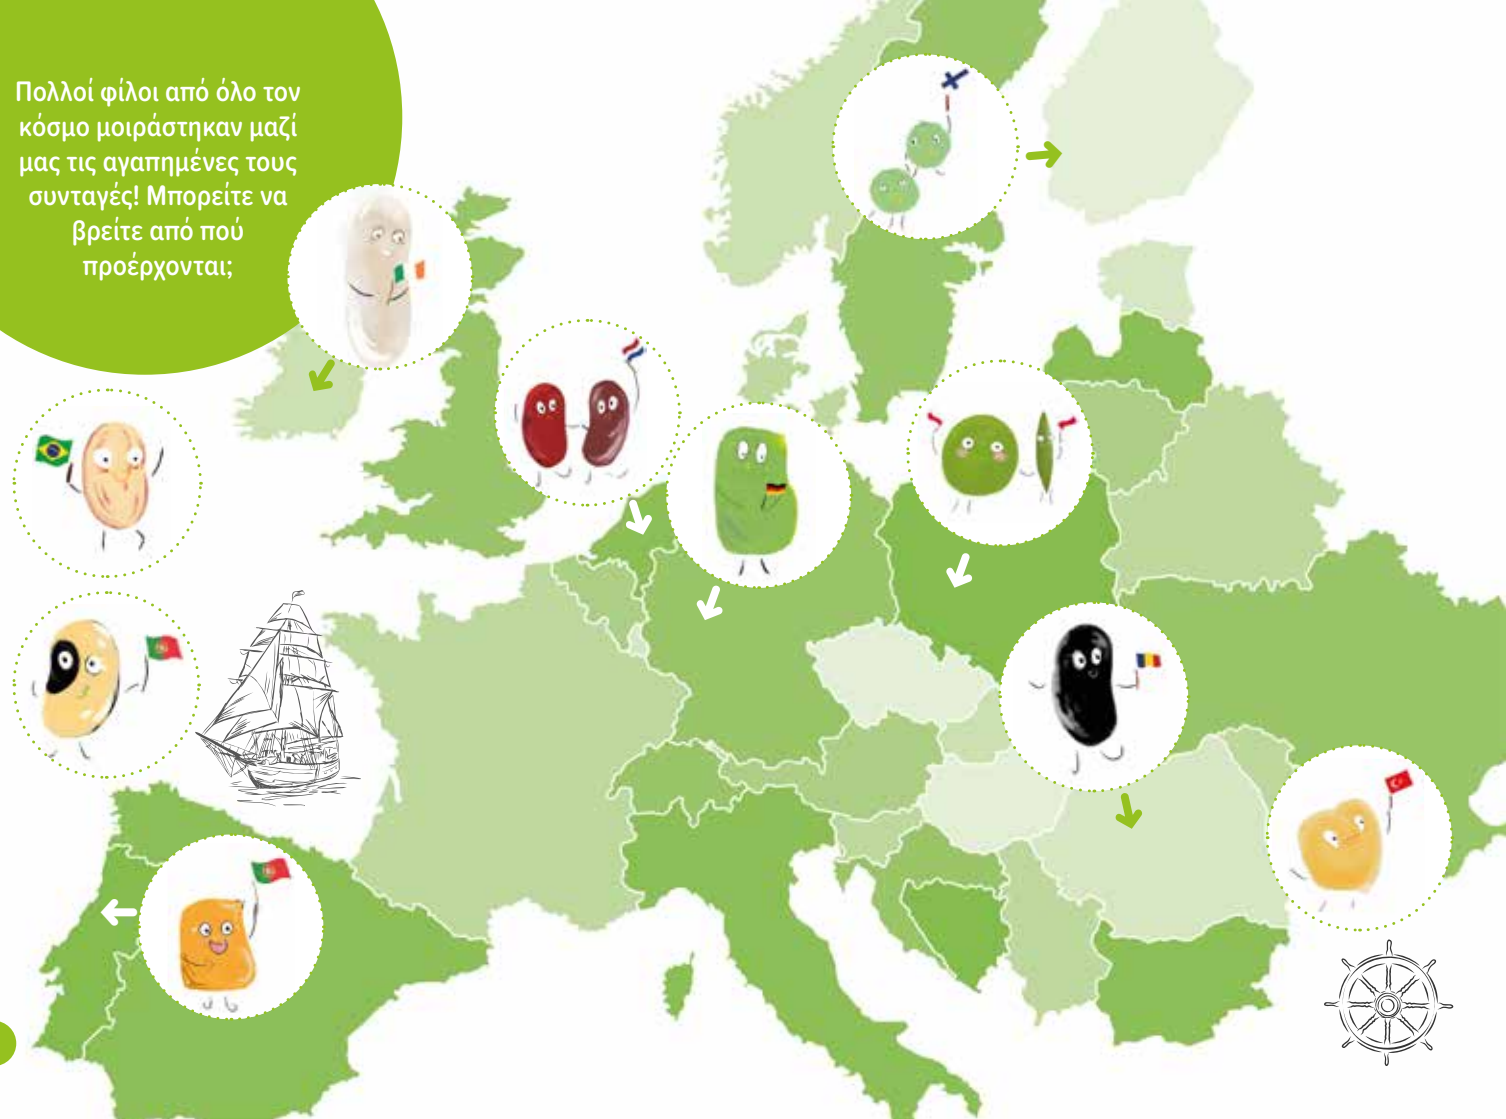 Πολλοί φίλοι από όλο τον
κόσμο μοιράστηκαν μαζί
μας τις αγαπημένες τους
συνταγές! Μπορείτε να
βρείτε από πού
προέρχονται;